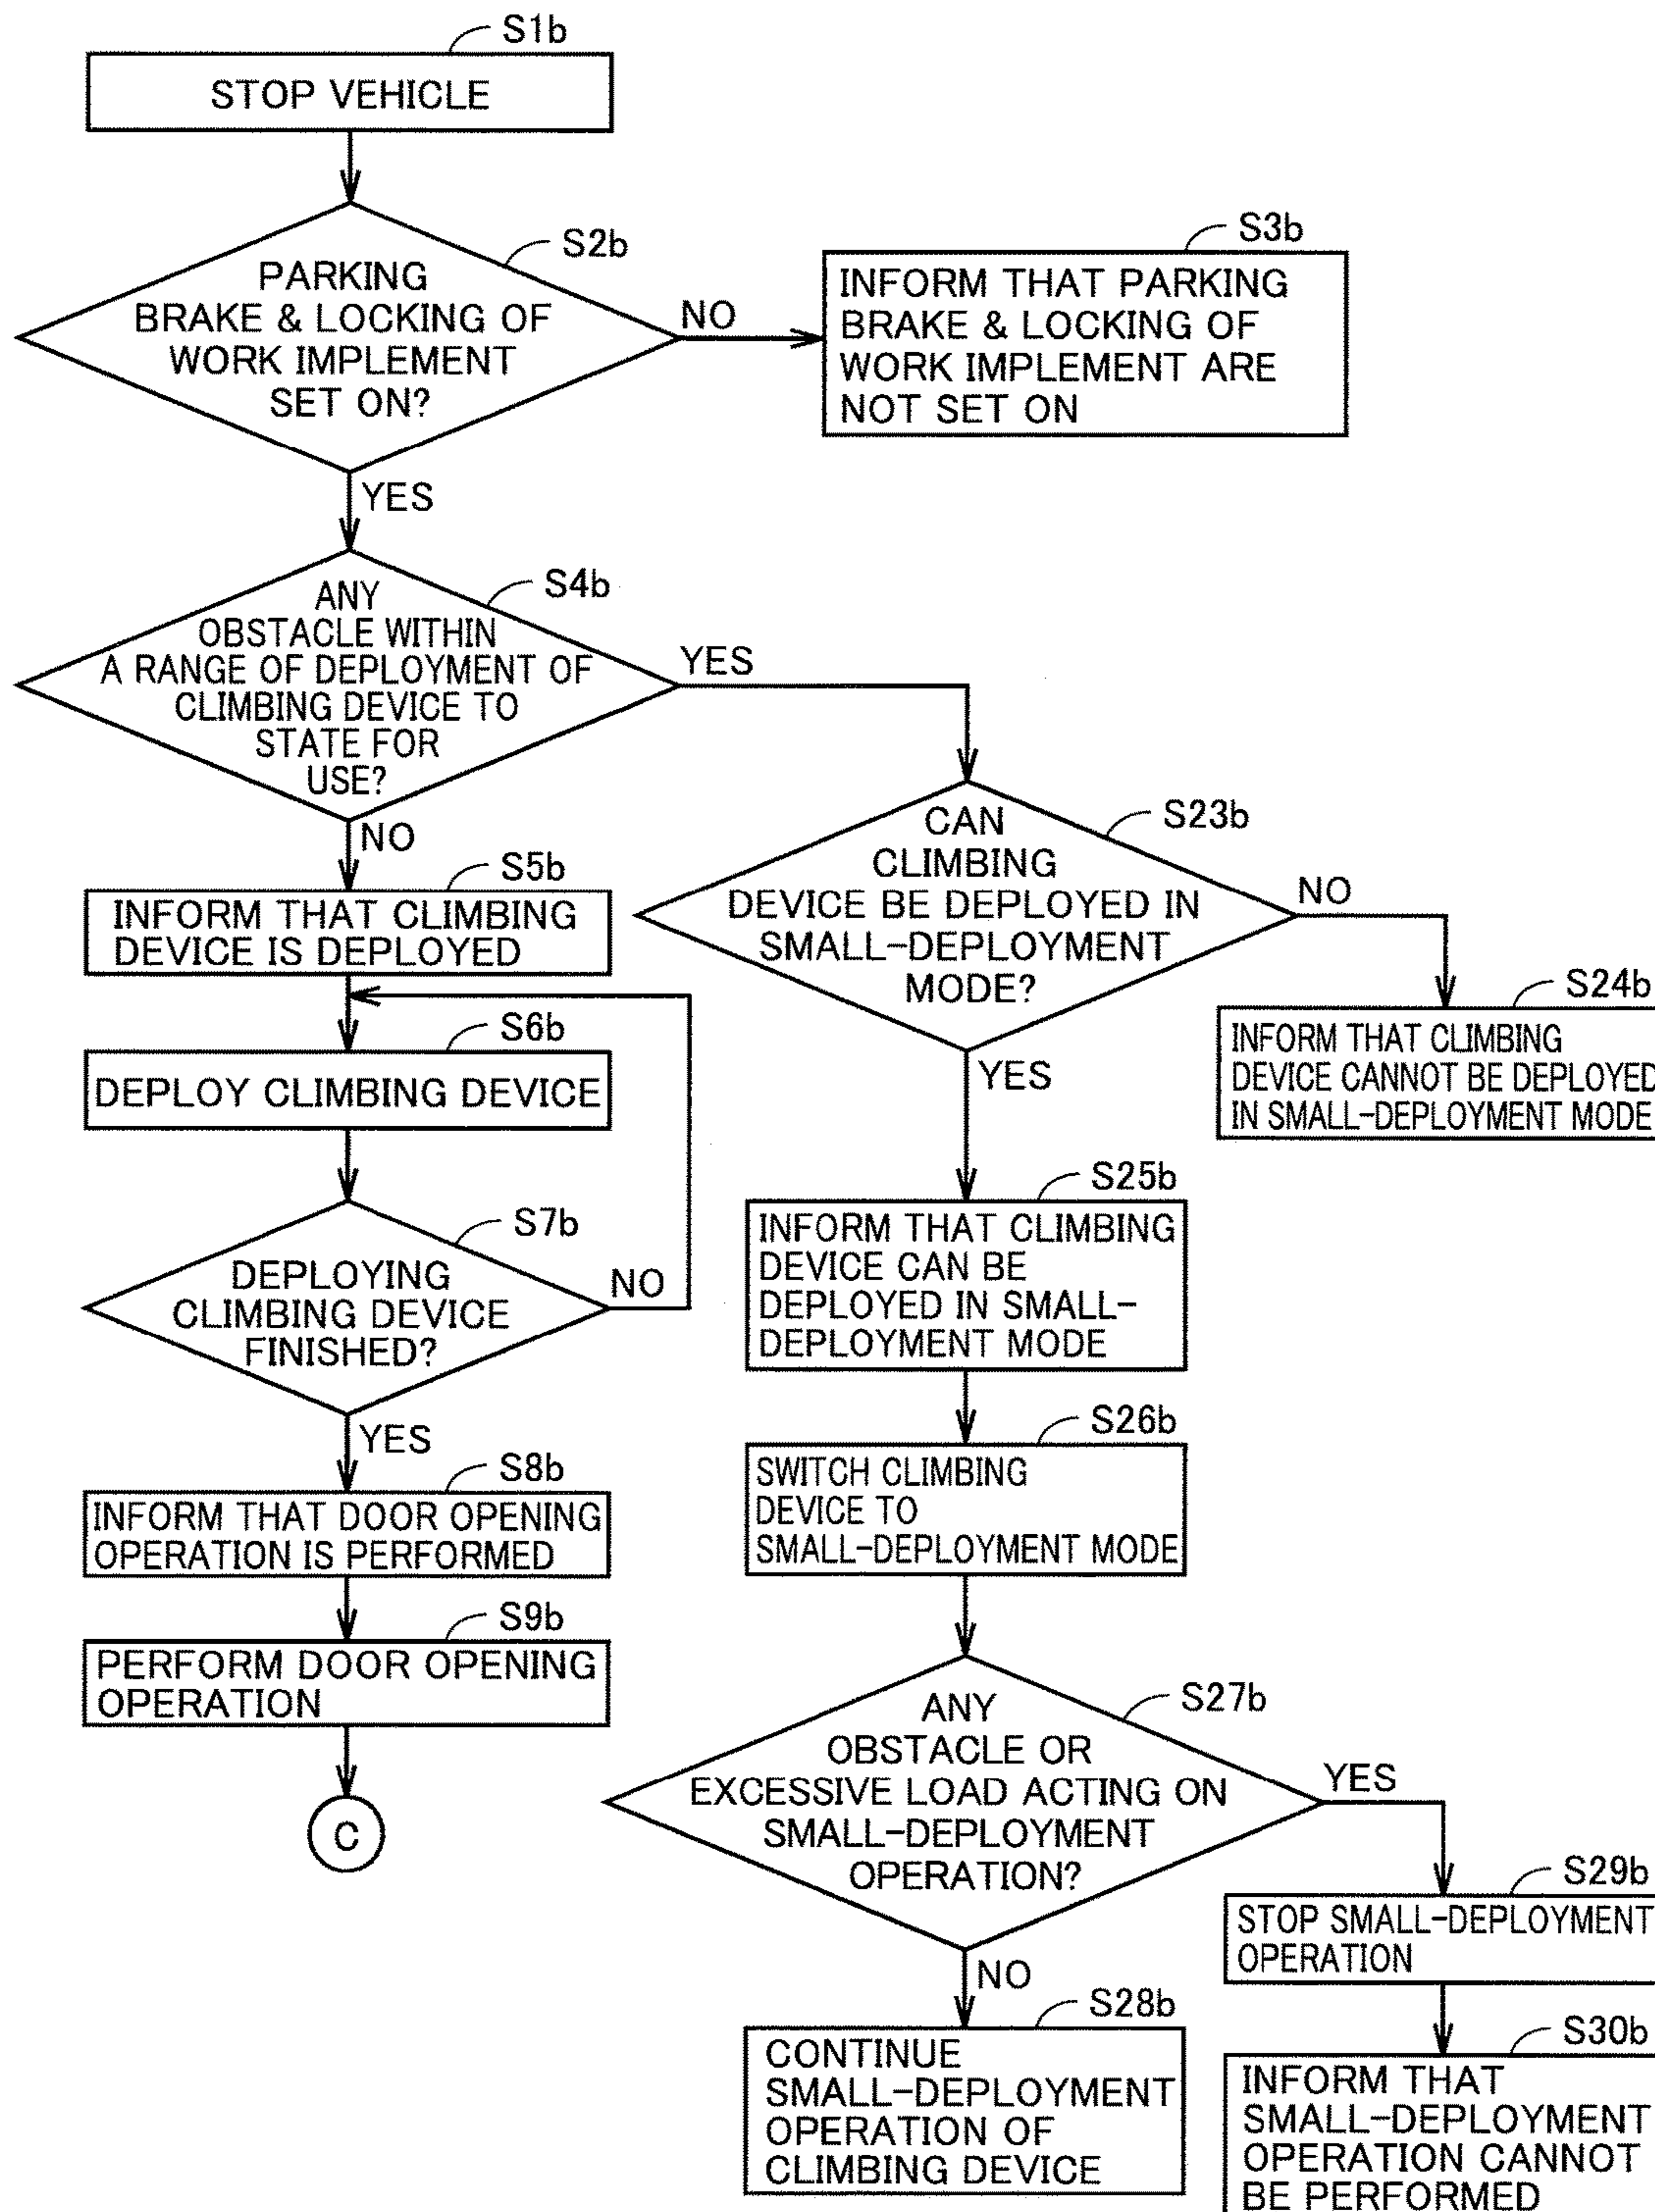 S1b
STOP VEHICLE
S2b
PARKING
BRAKE & LOCKING OF
WORK IMPLEMENT
SET ON?
NO
S3b
INFORM THAT PARKING
BRAKE & LOCKING OF
WORK IMPLEMENT ARE
NOT SET ON
YES
S4b
ANY
OBSTACLE WITHIN
A RANGE OF DEPLOYMENT OF
CLIMBING DEVICE TO
STATE FOR
USE?
YES
NO
S5b
INFORM THAT CLIMBING
DEVICE IS DEPLOYED
S6b
DEPLOY CLIMBING DEVICE
S7b
DEPLOYING
CLIMBING DEVICE
FINISHED?
NO
YES
S8b
INFORM THAT DOOR OPENING
OPERATION IS PERFORMED
S9b
PERFORM DOOR OPENING
OPERATION
C
S23b
CAN
CLIMBING
DEVICE BE DEPLOYED IN
SMALL-DEPLOYMENT
MODE?
NO
S24b
INFORM THAT CLIMBING
DEVICE CANNOT BE DEPLOYED
IN SMALL-DEPLOYMENT MODE
YES
S25b
INFORM THAT CLIMBING
DEVICE CAN BE
DEPLOYED IN SMALL-
DEPLOYMENT MODE
S26b
SWITCH CLIMBING
DEVICE TO
SMALL-DEPLOYMENT MODE
S27b
ANY
OBSTACLE OR
EXCESSIVE LOAD ACTING ON
SMALL-DEPLOYMENT
OPERATION?
YES
NO
S28b
CONTINUE
SMALL-DEPLOYMENT
OPERATION OF
CLIMBING DEVICE
S29b
STOP SMALL-DEPLOYMENT
OPERATION
S30b
INFORM THAT
SMALL-DEPLOYMENT
OPERATION CANNOT
BE PERFORMED